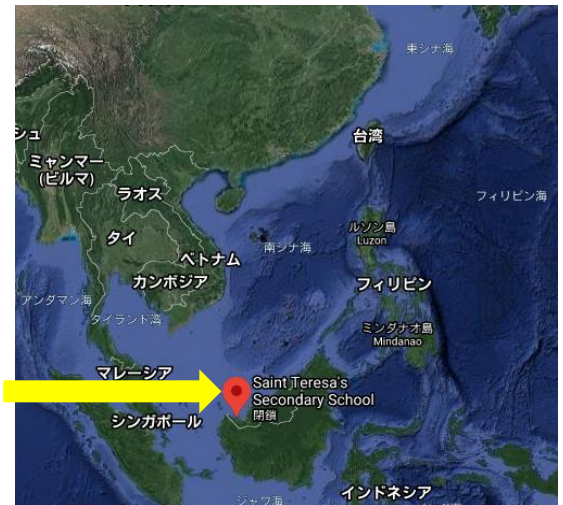 東シナ海
台湾
シュ
ミャンマー
(ビルマ)
ラオス
フィリピン海
タイ
ルソン島
Luzon
南シナ海
ベトナム
カンボジア
フィリピン
アンダマン海
タイランド湾
ミンダナオ島
Mindanao
マレーシア
Saint Teresa's
Secondary School
閉鎖
シンガポール
インドネシア
ジャワ海